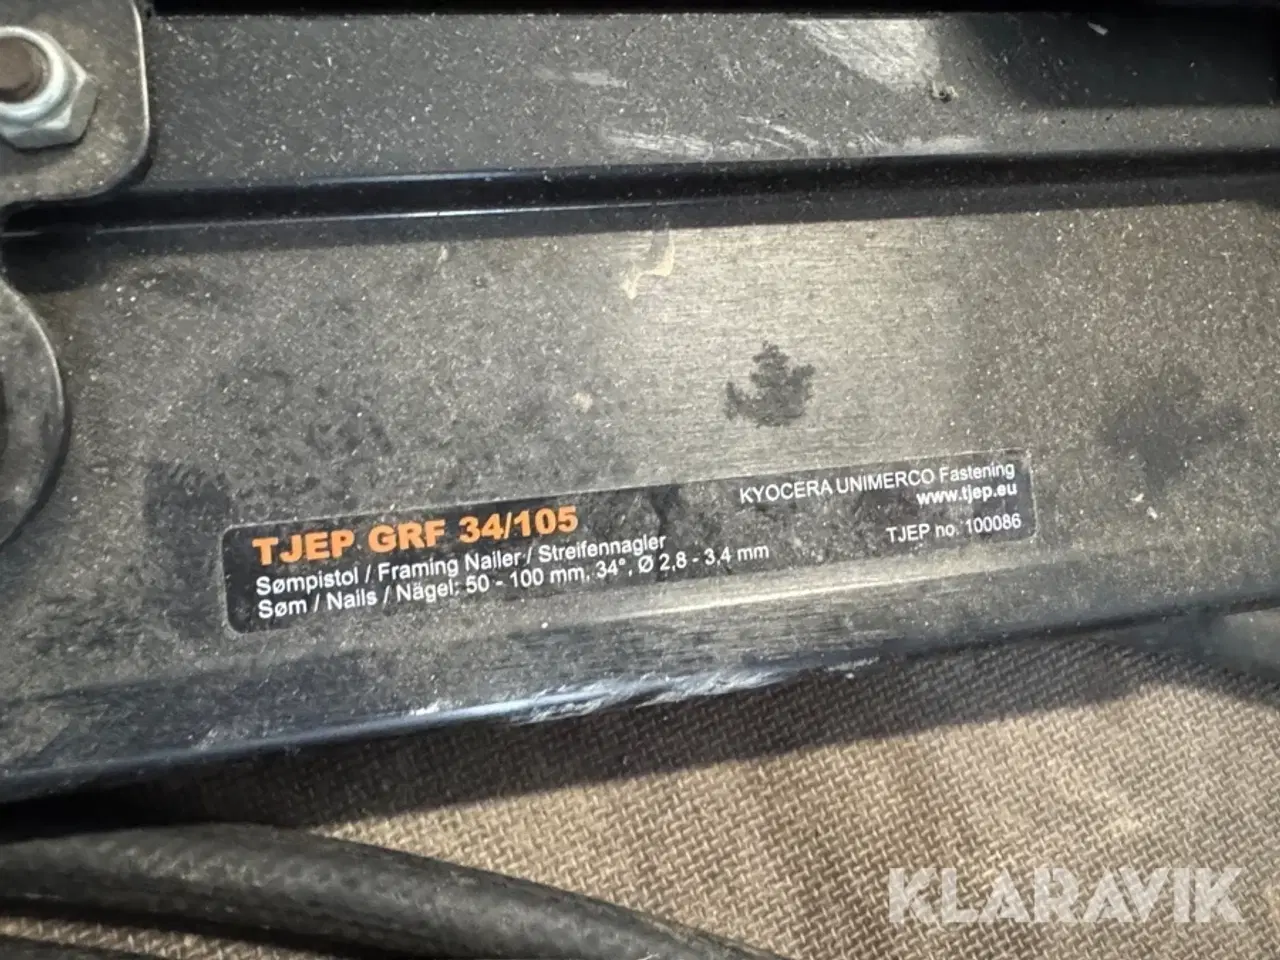 TJEP GRF 34/105
Sømpistol / Framing Nailer / Streifennagler
Søm / Nails / Nägel: 50 - 100 mm, 34°, Ø 2,8 - 3,4 mm
KYOCERA UNIMERCO Fastening
www.tjep.eu
TJEP no. 100086
KLARAVIK